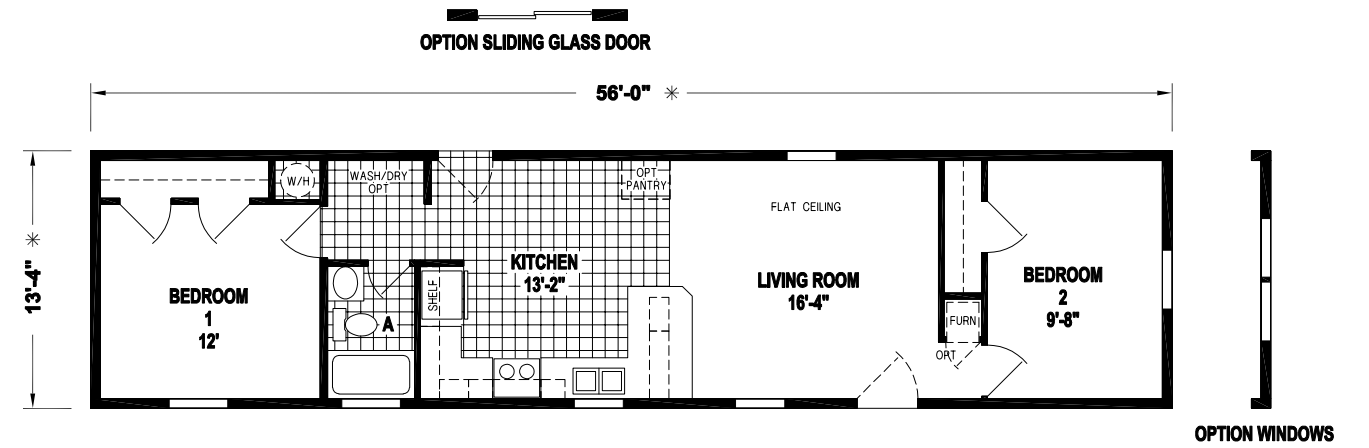 OPTION SLIDING GLASS DOOR
56'-0" ✳
13'-4" ✳
W/H
WASH/DRY
OPT
OPT
PANTRY
FLAT CEILING
BEDROOM
1
12'
A
SHELF
KITCHEN
13'-2"
LIVING ROOM
16'-4"
FURN
OPT
BEDROOM
2
9'-8"
OPTION WINDOWS